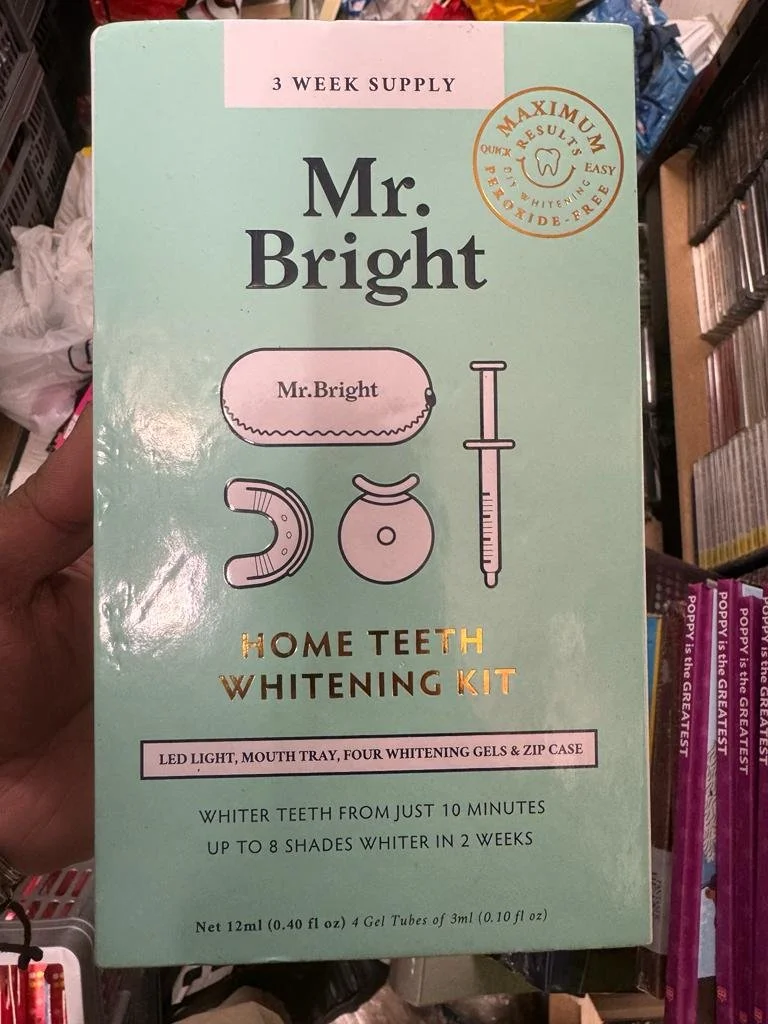 3 WEEK SUPPLY
MAXIMUM
RESULTS
QUICK
EASY
DIY WHITENING
PEROXIDE-FREE
Mr.
Bright
Mr.Bright
HOME TEETH
WHITENING KIT
LED LIGHT, MOUTH TRAY, FOUR WHITENING GELS & ZIP CASE
WHITER TEETH FROM JUST 10 MINUTES
UP TO 8 SHADES WHITER IN 2 WEEKS
Net 12ml (0.40 fl oz) 4 Gel Tubes of 3ml (0.10 fl oz)
POPPY is the GREATEST
POPPY is the GREATEST
POPPY is the GREATEST
POPPY is the GREATEST